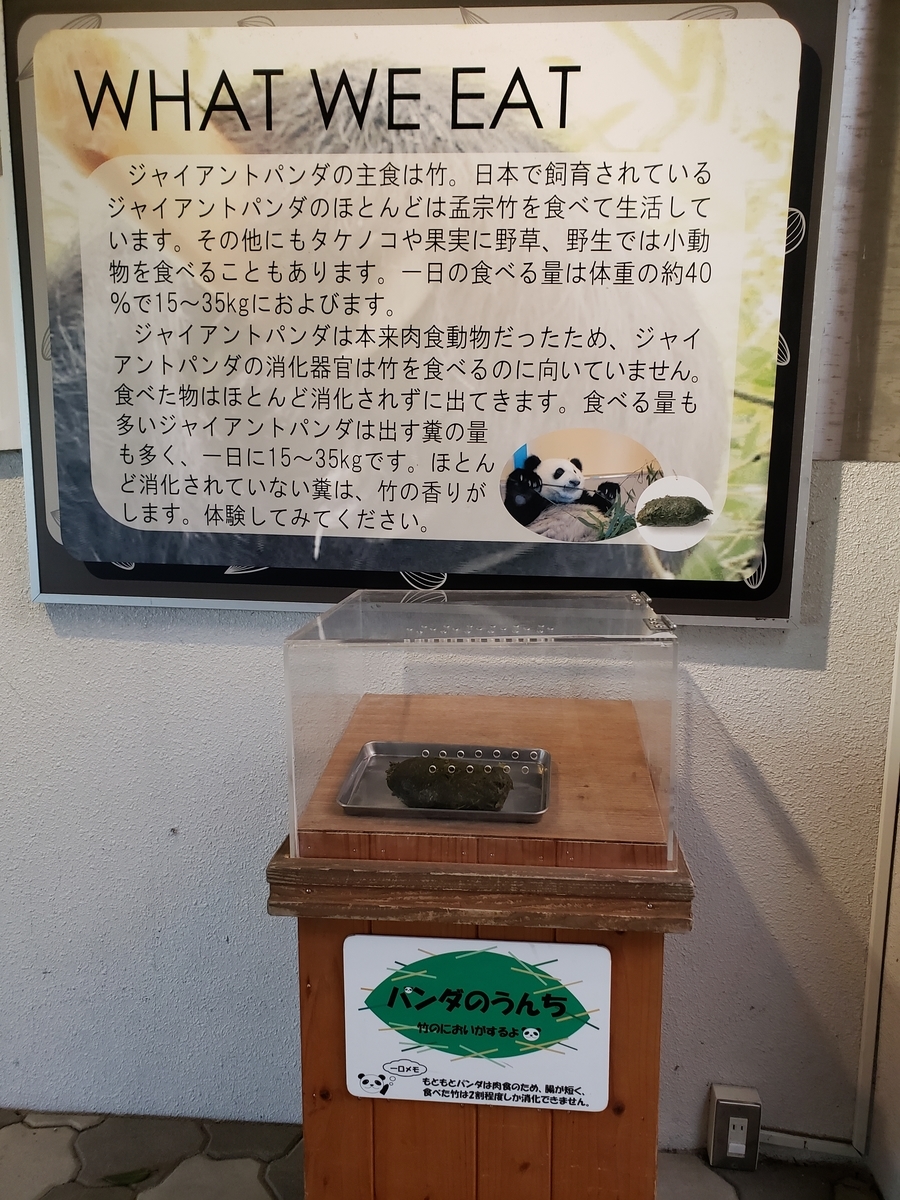 WHAT WE EAT
ジャイアントパンダの主食は竹。日本で飼育されている
ジャイアントパンダのほとんどは孟宗竹を食べて生活して
います。その他にもタケノコや果実に野草、野生では小動
物を食べることもあります。一日の食べる量は体重の約40
%で15〜35kgにおよびます。
ジャイアントパンダは本来肉食動物だったため、ジャイ
アントパンダの消化器官は竹を食べるのに向いていません。
食べた物はほとんど消化されずに出てきます。食べる量も
多いジャイアントパンダは出す糞の量
も多く、一日に15〜35kgです。ほとん
ど消化されていない糞は、竹の香りが
します。体験してみてください。
パンダのうんち
竹のにおいがするよ
一口メモ
もともとパンダは肉食のため、腸が短く、
食べた竹は2割程度しか消化できません。